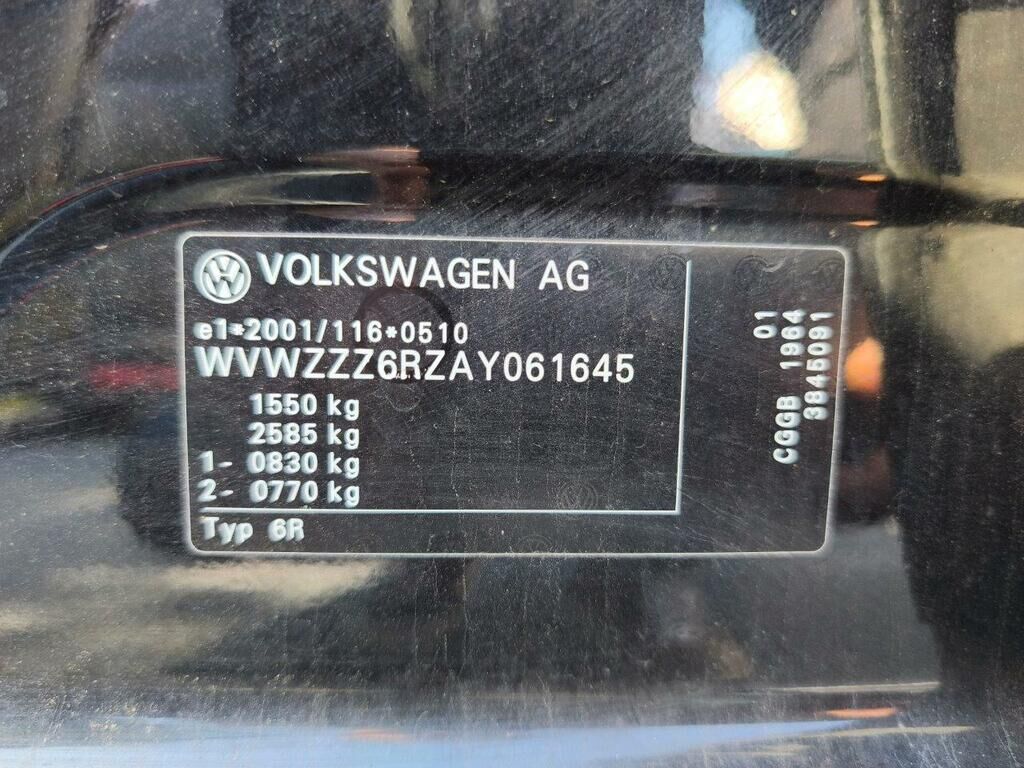 VOLKSWAGEN AG
e1*2001/116*0510
WVWZZZ6RZAY061645
1550 kg
2585 kg
1- 0830 kg
2- 0770 kg
Typ 6R
01
CGGB 1964
3845091